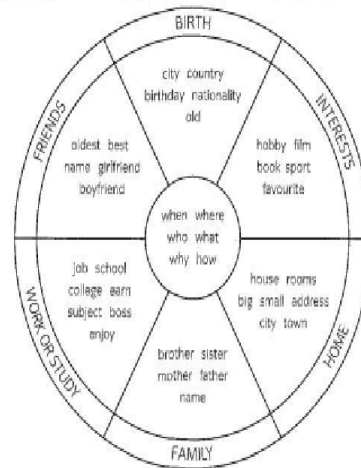 BIRTH
city country
birthday nationality
old
INTERESTS
hobby film
book sport
favourite
HOME
house rooms
big small address
city town
FAMILY
brother sister
mother father
name
WORK OR STUDY
job school
college earn
subject boss
enjoy
FRIENDS
oldest best
name girlfriend
boyfriend
when where
who what
why how